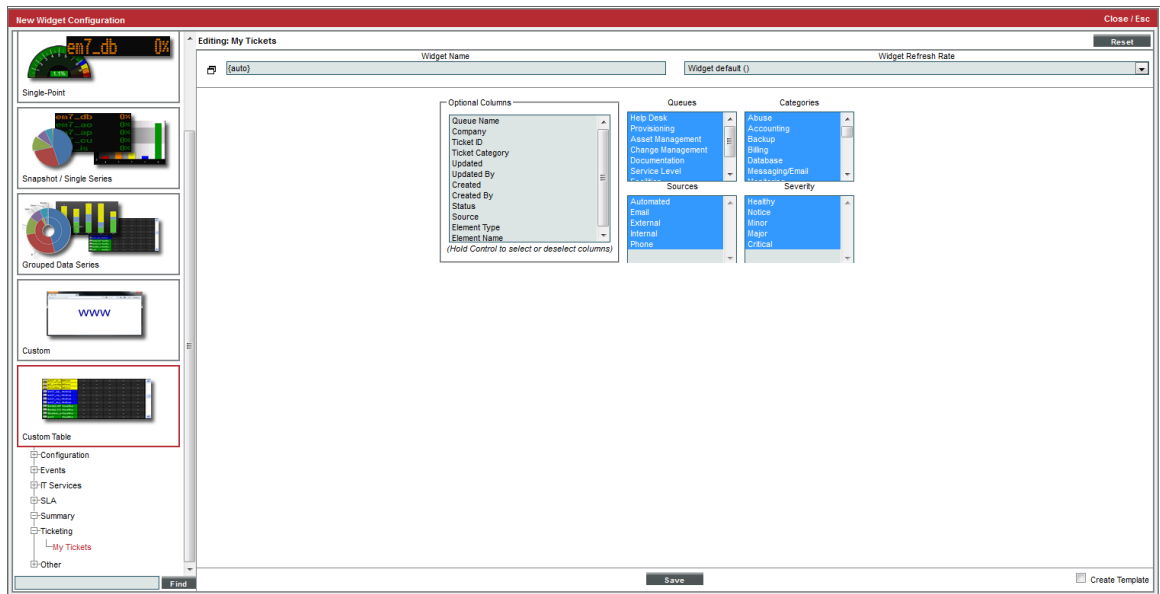 New Widget Configuration
Close / Esc
em7_db 0%
1.1%
Single-Point
em7_db 0%
Snapshot / Single Series
Grouped Data Series
www
Custom
Custom Table
Configuration
Events
IT Services
SLA
Summary
Ticketing
My Tickets
Other
Find
Editing: My Tickets
Reset
Widget Name
Widget Refresh Rate
{auto}
Widget default ()
Optional Columns
Queue Name
Company
Ticket ID
Ticket Category
Updated
Updated By
Created
Created By
Status
Source
Element Type
Element Name
(Hold Control to select or deselect columns)
Queues
Help Desk
Provisioning
Asset Management
Change Management
Documentation
Service Level
Categories
Abuse
Accounting
Backup
Billing
Database
Messaging/Email
Sources
Automated
Email
External
Internal
Phone
Severity
Healthy
Notice
Minor
Major
Critical
Save
Create Template